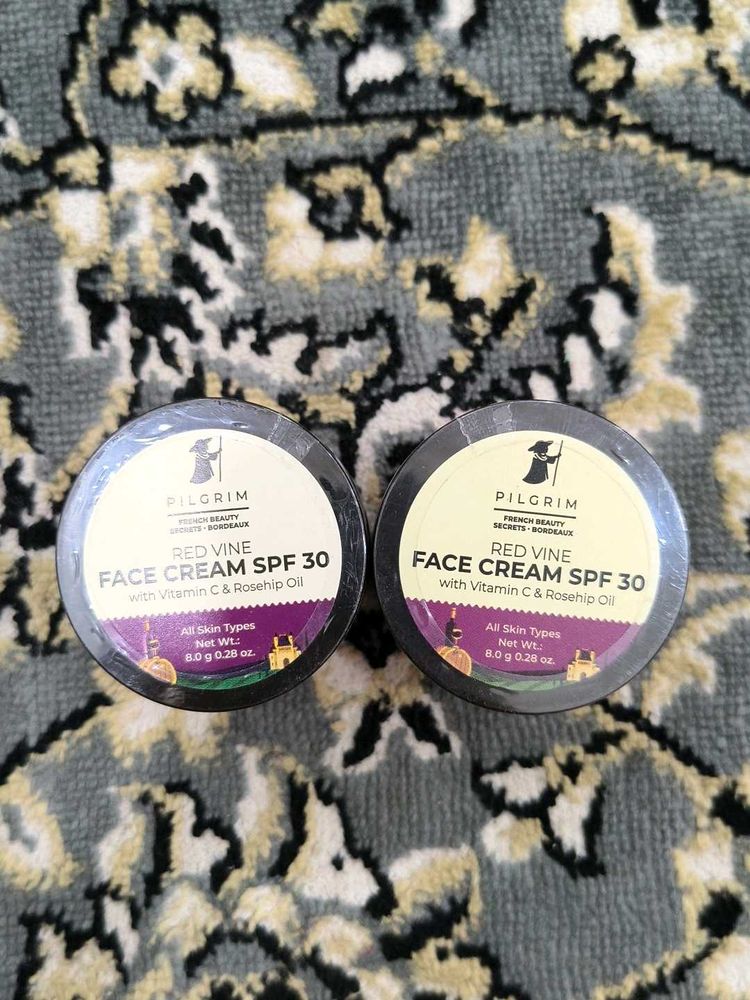 PILGRIM
FRENCH BEAUTY
SECRETS • BORDEAUX
RED VINE
FACE CREAM SPF 30
with Vitamin C & Rosehip Oil
All Skin Types
Net Wt.:
8.0 g 0.28 oz.
PILGRIM
FRENCH BEAUTY
SECRETS • BORDEAUX
RED VINE
FACE CREAM SPF 30
with Vitamin C & Rosehip Oil
All Skin Types
Net Wt.:
8.0 g 0.28 oz.